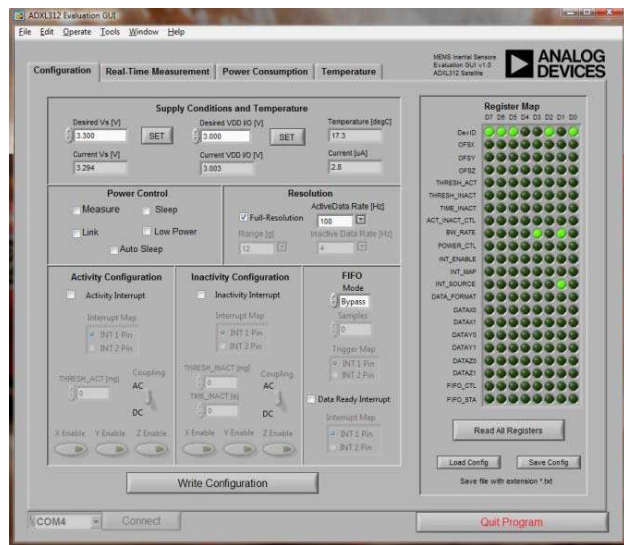 ADXL312 Evaluation GUI
File Edit Operate Tools Window Help
MEMS Inertial Sensors
Evaluation GUI v1.0
ADXL312 Satellite
ANALOG
DEVICES
Configuration Real-Time Measurement Power Consumption Temperature
Supply Conditions and Temperature
Desired Vs [V] Desired VDD I/O [V] Temperature [degC]
3.300 SET 3.000 SET 17.3
Current Vs [V] Current VDD I/O [V] Current [uA]
3.294 3.003 2.8
Power Control
Measure Sleep
Link Low Power
Auto Sleep
Resolution
ActiveData Rate [Hz]
Full-Resolution 100
Range [g] Inactive Data Rate [Hz]
12 4
Activity Configuration
Activity Interrupt
Interrupt Map
INT 1 Pin
INT 2 Pin
THRESH_ACT [mg] Coupling
0 AC
DC
X Enable Y Enable Z Enable
Inactivity Configuration
Inactivity Interrupt
Interrupt Map
INT 1 Pin
INT 2 Pin
THRESH_INACT [mg] Coupling
0 AC
TIME_INACT [s]
0 DC
X Enable Y Enable Z Enable
FIFO
Mode
Bypass
Samples
0
Trigger Map
INT 1 Pin
INT 2 Pin
Data Ready Interrupt
Interrupt Map
INT 1 Pin
INT 2 Pin
Write Configuration
Register Map
D7 D6 D5 D4 D3 D2 D1 D0
DevID
OFSX
OFSY
OFSZ
THRESH_ACT
THRESH_INACT
TIME_INACT
ACT_INACT_CTL
BW_RATE
POWER_CTL
INT_ENABLE
INT_MAP
INT_SOURCE
DATA_FORMAT
DATAX0
DATAX1
DATAY0
DATAY1
DATAZ0
DATAZ1
FIFO_CTL
FIFO_STA
Read All Registers
Load Config Save Config
Save file with extension *.txt
COM4 Connect
Quit Program